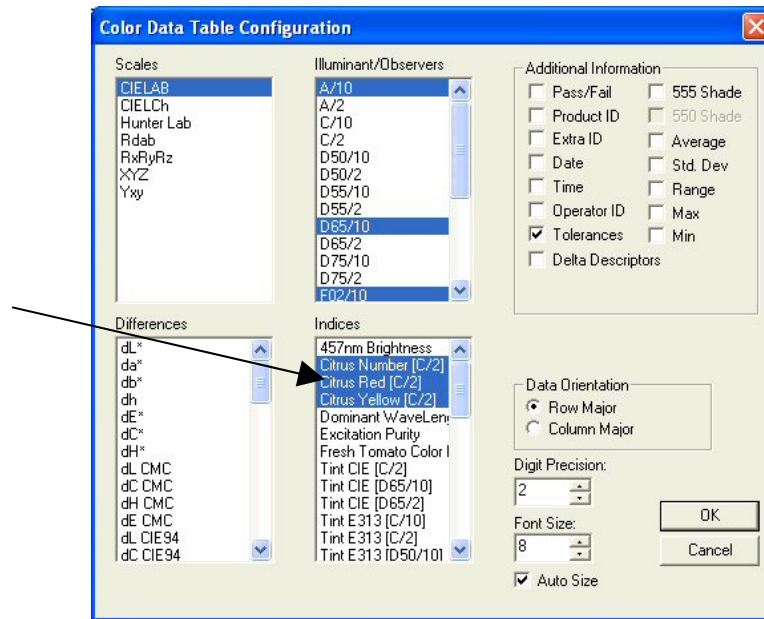 Color Data Table Configuration
Scales
CIELAB
CIELCh
Hunter Lab
Rdab
RxRyRz
XYZ
Yxy
Illuminant/Observers
A/10
A/2
C/10
C/2
D50/10
D50/2
D55/10
D55/2
D65/10
D65/2
D75/10
D75/2
F02/10
Additional Information
Pass/Fail
Product ID
Extra ID
Date
Time
Operator ID
Tolerances
Delta Descriptors
555 Shade
550 Shade
Average
Std. Dev
Range
Max
Min
Differences
dL*
da*
db*
dh
dE*
dC*
dH*
dL CMC
dC CMC
dH CMC
dE CMC
dL CIE94
dC CIE94
Indices
457nm Brightness
Citrus Number [C/2]
Citrus Red [C/2]
Citrus Yellow [C/2]
Dominant WaveLen
Excitation Purity
Fresh Tomato Color
Tint CIE [C/2]
Tint CIE [D65/10]
Tint CIE [D65/2]
Tint E313 [C/10]
Tint E313 [C/2]
Tint E313 [D50/10]
Data Orientation
Row Major
Column Major
Digit Precision:
2
Font Size:
8
Auto Size
OK
Cancel